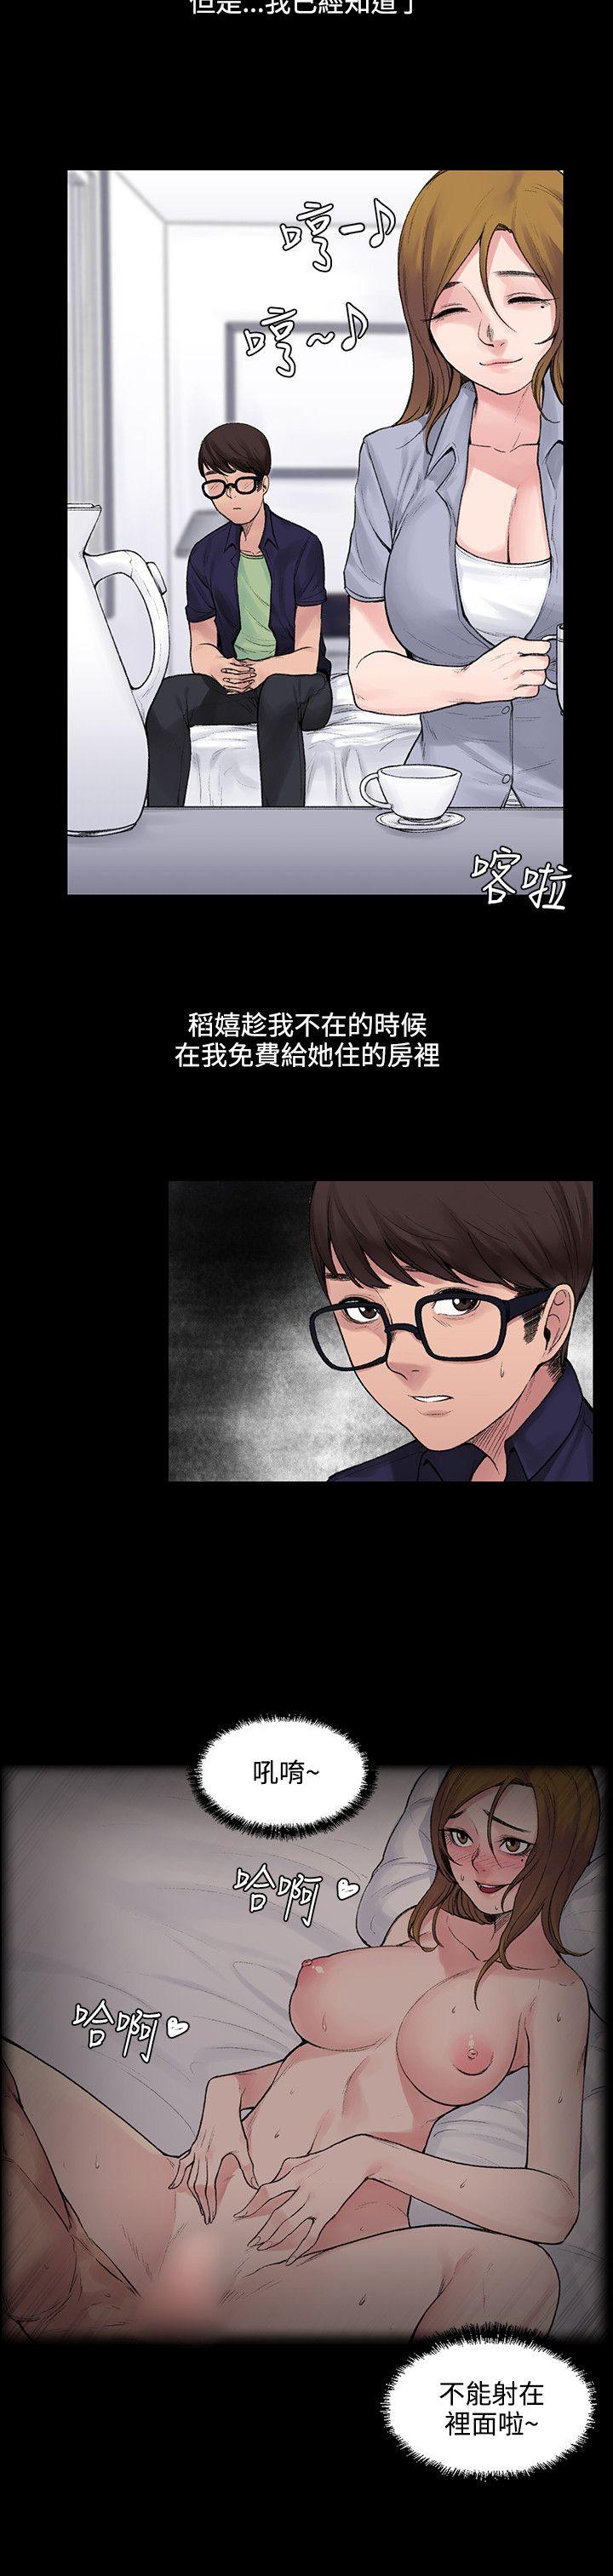 但是...我已經知道了
哼~♪
哼~♪
喀啦
稻嬉趁我不在的時候
在我免費給她住的房裡
吼唷~
哈啊♥
哈啊♥
不能射在
裡面啦~